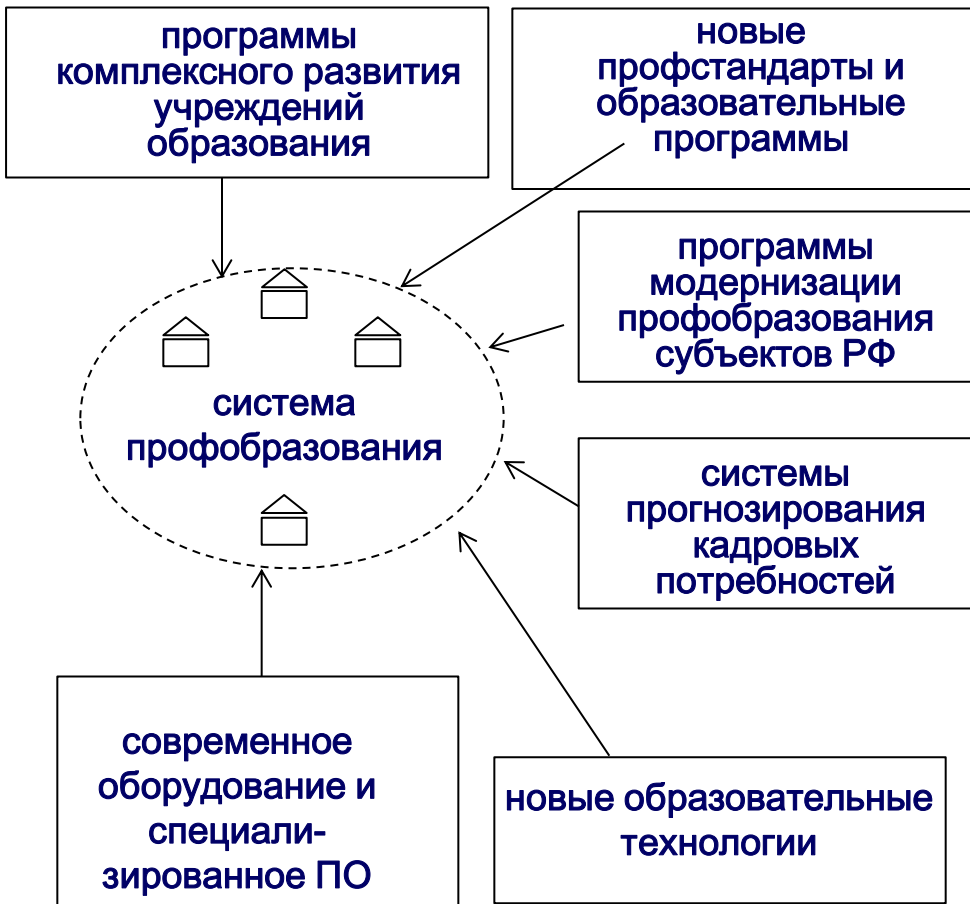 программы
комплексного развития
учреждений
образования
новые
профстандарты и
образовательные
программы
программы
модернизации
профобразования
субъектов РФ
система
профобразования
системы
прогнозирования
кадровых
потребностей
современное
оборудование и
специали-
зированное ПО
новые образовательные
технологии